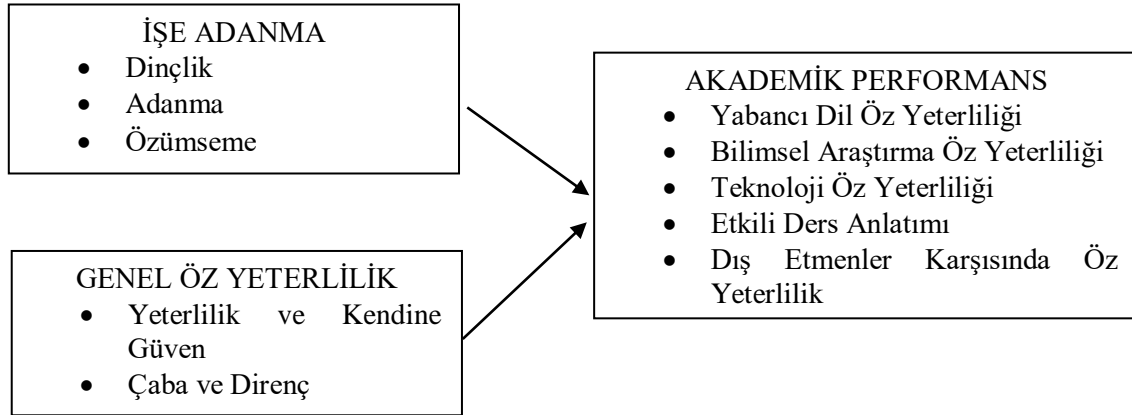 İŞE ADANMA
• Dinçlik
• Adanma
• Özümseme
GENEL ÖZ YETERLİLİK
• Yeterlilik ve Kendine
Güven
• Çaba ve Direnç
AKADEMİK PERFORMANS
• Yabancı Dil Öz Yeterliliği
• Bilimsel Araştırma Öz Yeterliliği
• Teknoloji Öz Yeterliliği
• Etkili Ders Anlatımı
• Dış Etmenler Karşısında Öz
Yeterlilik